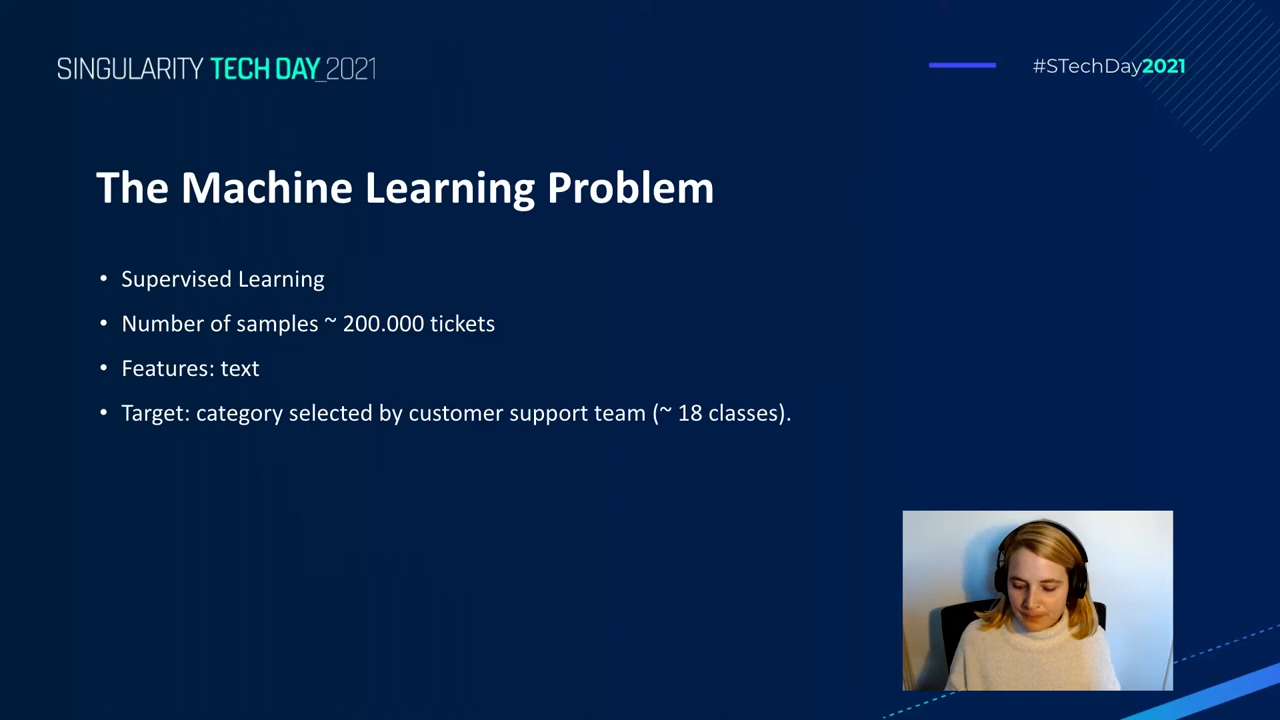 SINGULARITY TECH DAY_2021
#STechDay2021
The Machine Learning Problem
• Supervised Learning
• Number of samples ~ 200.000 tickets
• Features: text
• Target: category selected by customer support team (~ 18 classes).